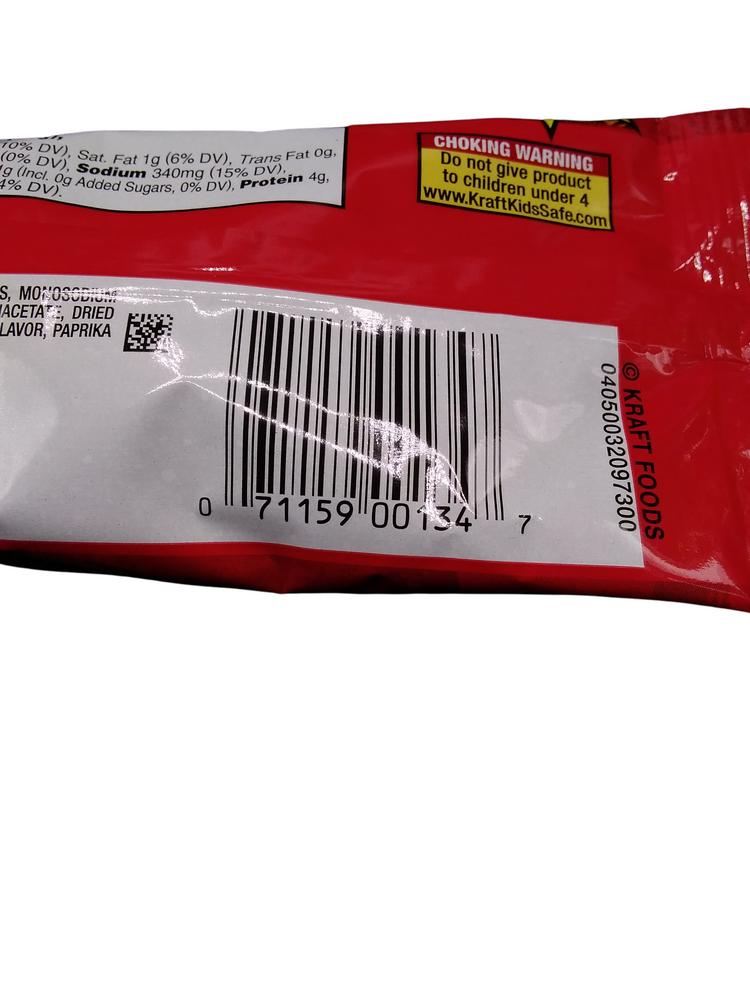 10% DV), Sat. Fat 1g (6% DV), Trans Fat 0g,
(0% DV), Sodium 340mg (15% DV),
g (Incl. 0g Added Sugars, 0% DV), Protein 4g,
4% DV).
CHOKING WARNING
Do not give product
to children under 4
www.KraftKidsSafe.com
S, MONOSODIUM
IACETATE, DRIED
LAVOR, PAPRIKA
0 71159 00134 7
© KRAFT FOODS
04050032097300